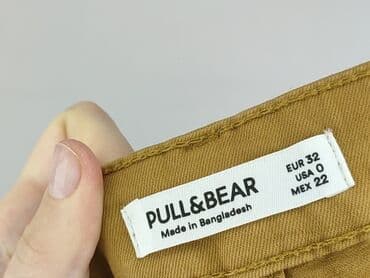 PULL&BEAR
Made in Bangladesh
EUR 32
USA 0
MEX 22